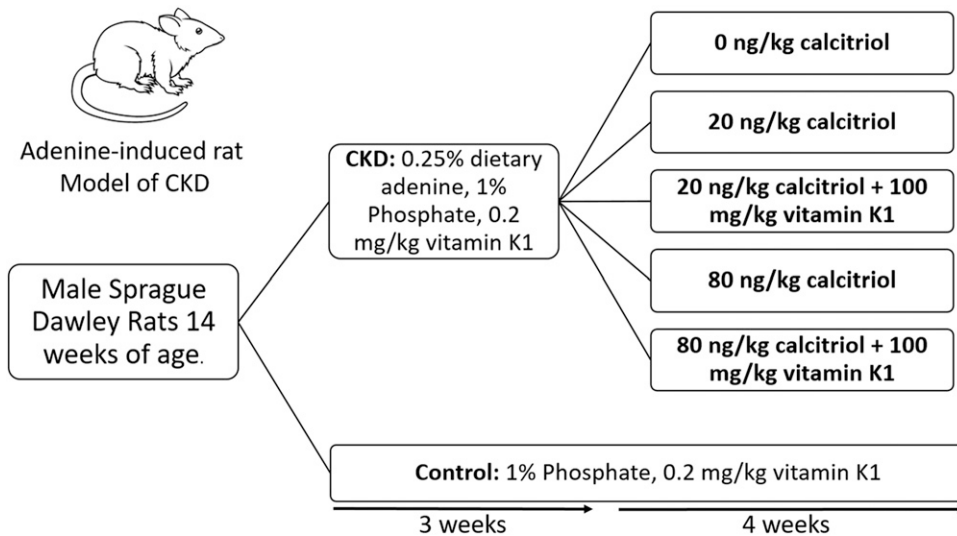 Adenine-induced rat
Model of CKD
Male Sprague
Dawley Rats 14
weeks of age.
CKD: 0.25% dietary
adenine, 1%
Phosphate, 0.2
mg/kg vitamin K1
0 ng/kg calcitriol
20 ng/kg calcitriol
20 ng/kg calcitriol + 100
mg/kg vitamin K1
80 ng/kg calcitriol
80 ng/kg calcitriol + 100
mg/kg vitamin K1
Control: 1% Phosphate, 0.2 mg/kg vitamin K1
3 weeks
4 weeks